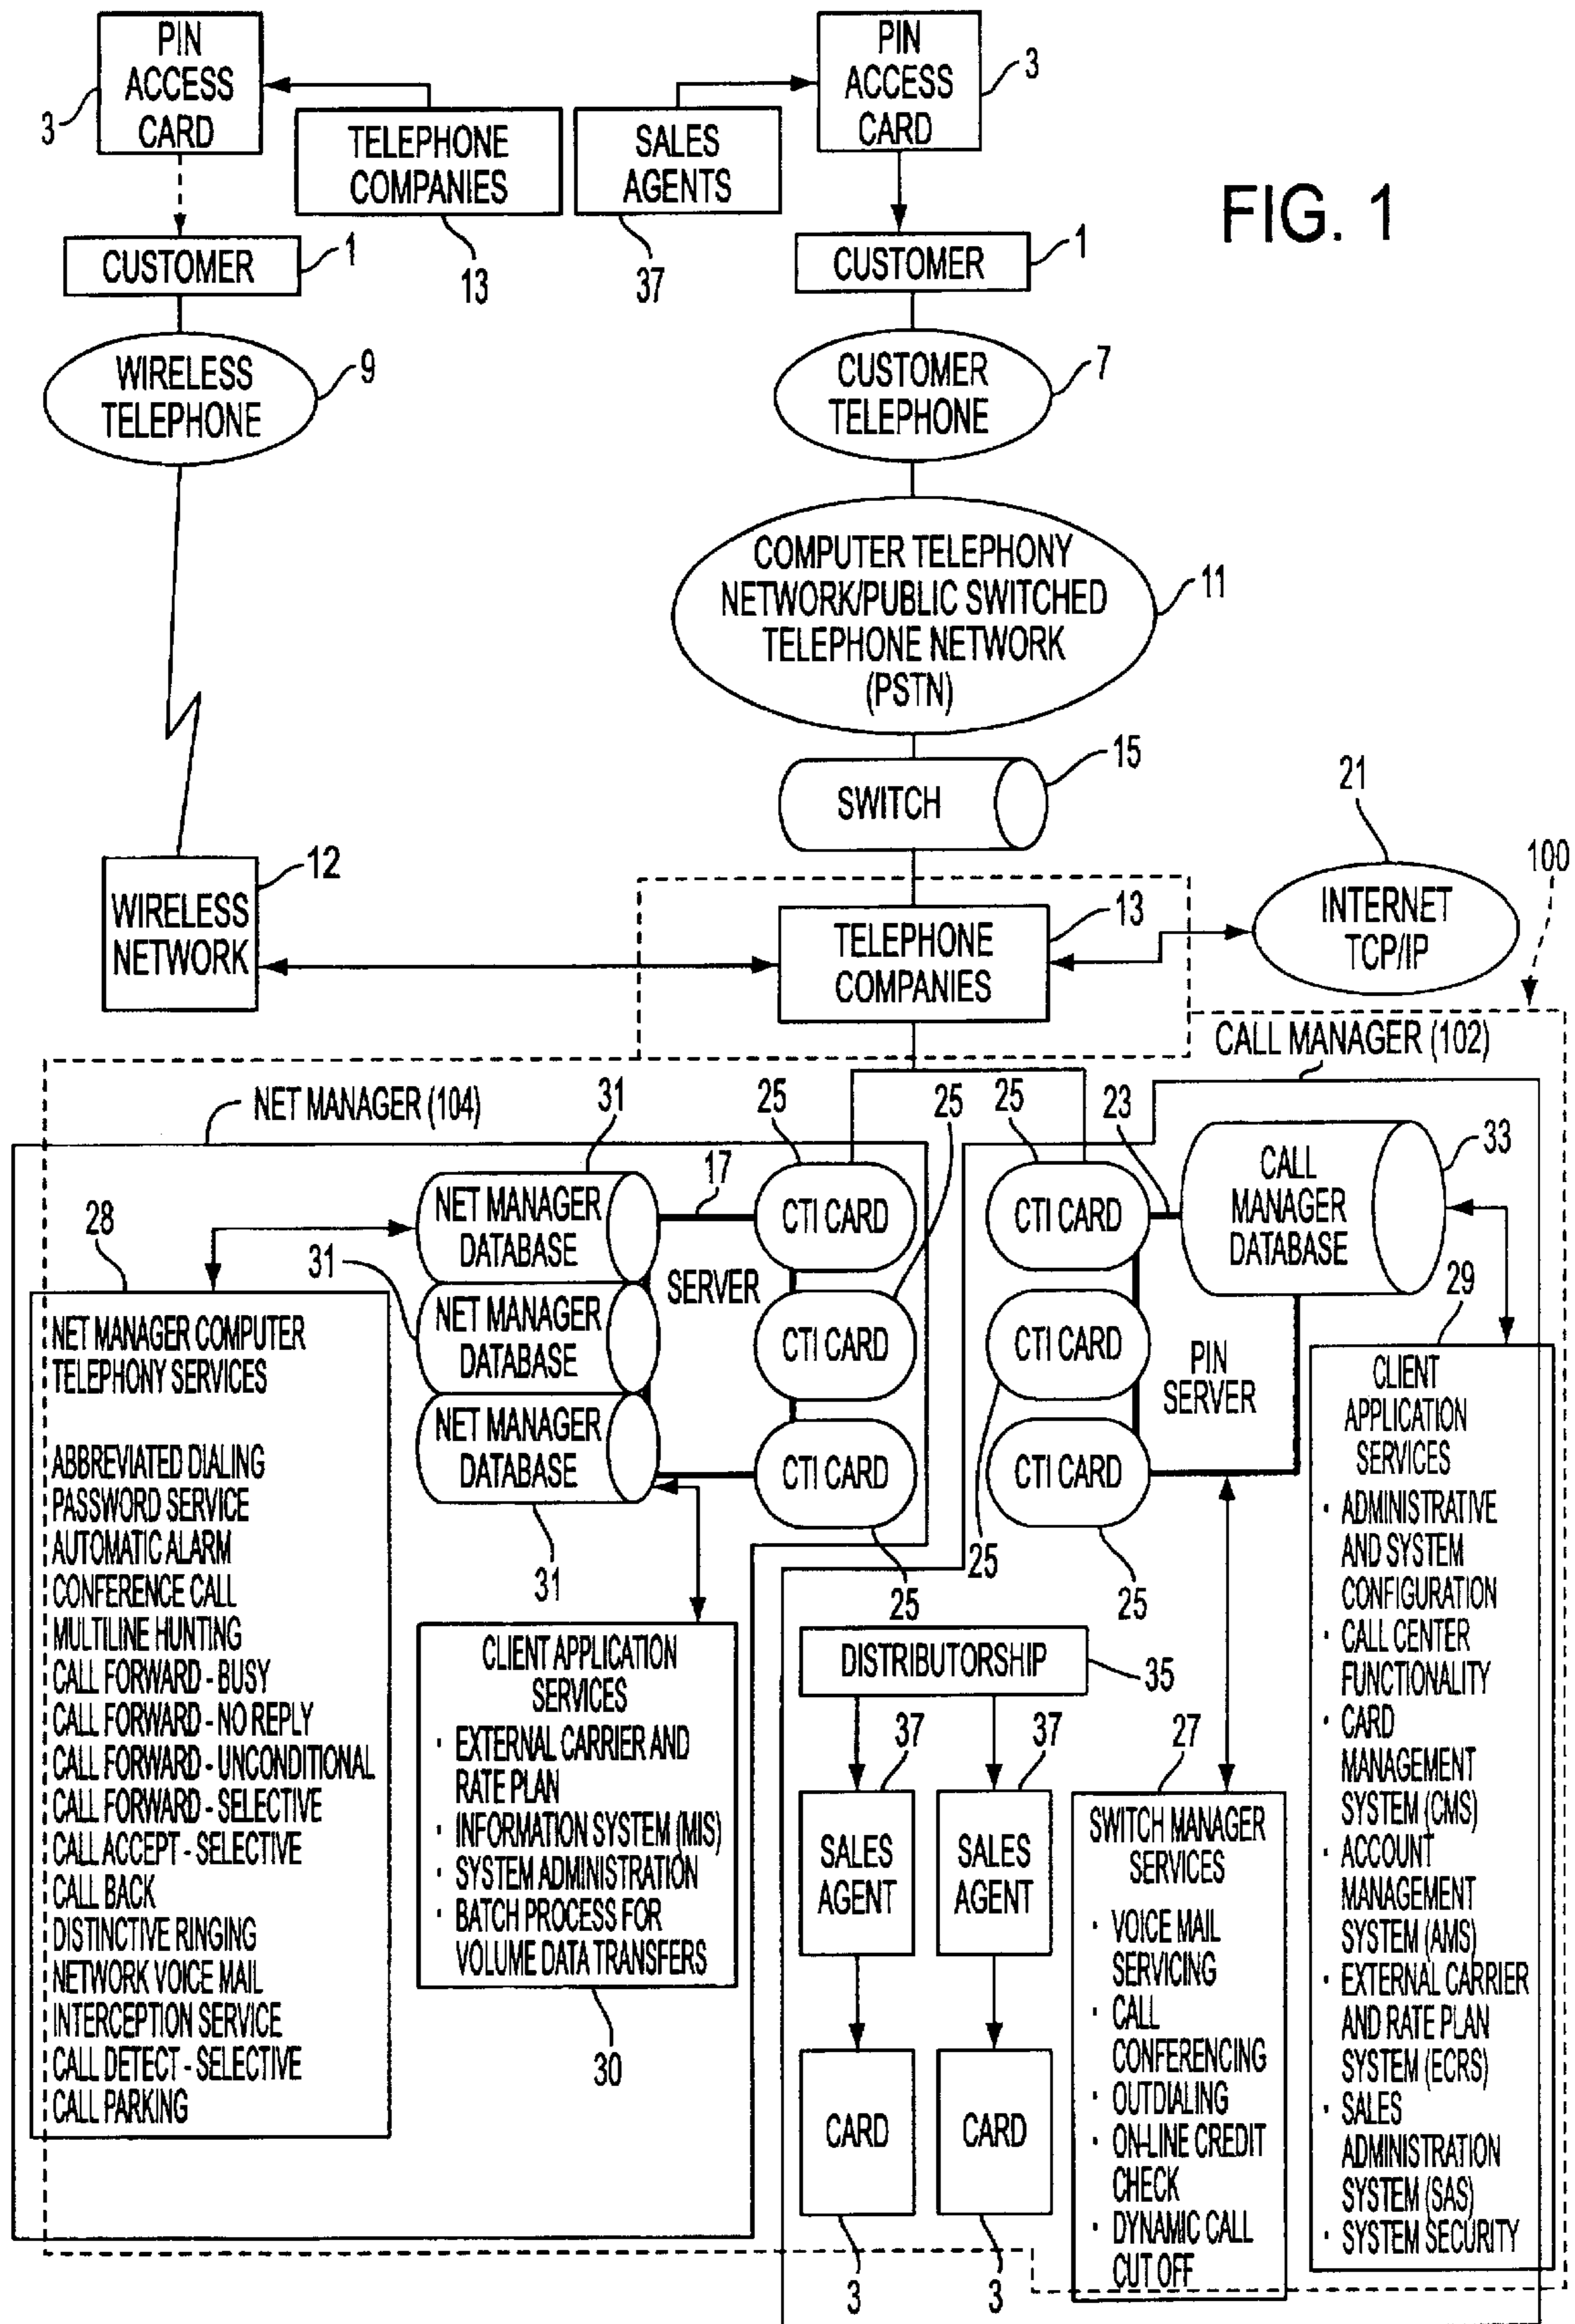 PIN
ACCESS
CARD
3
TELEPHONE
COMPANIES
13
SALES
AGENTS
37
PIN
ACCESS
CARD
3
FIG. 1
CUSTOMER
1
CUSTOMER
1
WIRELESS
TELEPHONE
9
CUSTOMER
TELEPHONE
7
COMPUTER TELEPHONY
NETWORK/PUBLIC SWITCHED
TELEPHONE NETWORK
(PSTN)
11
SWITCH
15
WIRELESS
NETWORK
12
TELEPHONE
COMPANIES
13
21
INTERNET
TCP/IP
100
CALL MANAGER (102)
NET MANAGER (104)
31
25
25
25
23
33
17
NET MANAGER
DATABASE
CTI CARD
CTI CARD
CALL
MANAGER
DATABASE
28
31
SERVER
NET MANAGER
DATABASE
CTI CARD
CTI CARD
PIN
SERVER
29
NET MANAGER
DATABASE
CTI CARD
CTI CARD
31
25
25
25
NET MANAGER COMPUTER
TELEPHONY SERVICES
ABBREVIATED DIALING
PASSWORD SERVICE
AUTOMATIC ALARM
CONFERENCE CALL
MULTILINE HUNTING
CALL FORWARD - BUSY
CALL FORWARD - NO REPLY
CALL FORWARD - UNCONDITIONAL
CALL FORWARD - SELECTIVE
CALL ACCEPT - SELECTIVE
CALL BACK
DISTINCTIVE RINGING
NETWORK VOICE MAIL
INTERCEPTION SERVICE
CALL DETECT - SELECTIVE
CALL PARKING
CLIENT APPLICATION
SERVICES
· EXTERNAL CARRIER AND
RATE PLAN
· INFORMATION SYSTEM (MIS)
· SYSTEM ADMINISTRATION
· BATCH PROCESS FOR
VOLUME DATA TRANSFERS
30
DISTRIBUTORSHIP
35
37
37
SALES
AGENT
SALES
AGENT
CARD
CARD
3
3
27
SWITCH MANAGER
SERVICES
· VOICE MAIL
SERVICING
· CALL
CONFERENCING
· OUTDIALING
· ON-LINE CREDIT
CHECK
· DYNAMIC CALL
CUT OFF
CLIENT
APPLICATION
SERVICES
· ADMINISTRATIVE
AND SYSTEM
CONFIGURATION
· CALL CENTER
FUNCTIONALITY
· CARD
MANAGEMENT
SYSTEM (CMS)
· ACCOUNT
MANAGEMENT
SYSTEM (AMS)
· EXTERNAL CARRIER
AND RATE PLAN
SYSTEM (ECRS)
· SALES
ADMINISTRATION
SYSTEM (SAS)
· SYSTEM SECURITY